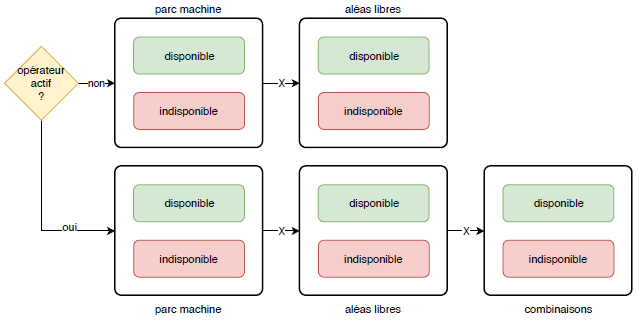 parc machine
aléas libres
disponible
disponible
opérateur
actif
?
non
X
indisponible
indisponible
disponible
disponible
disponible
oui
X
X
indisponible
indisponible
indisponible
parc machine
aléas libres
combinaisons